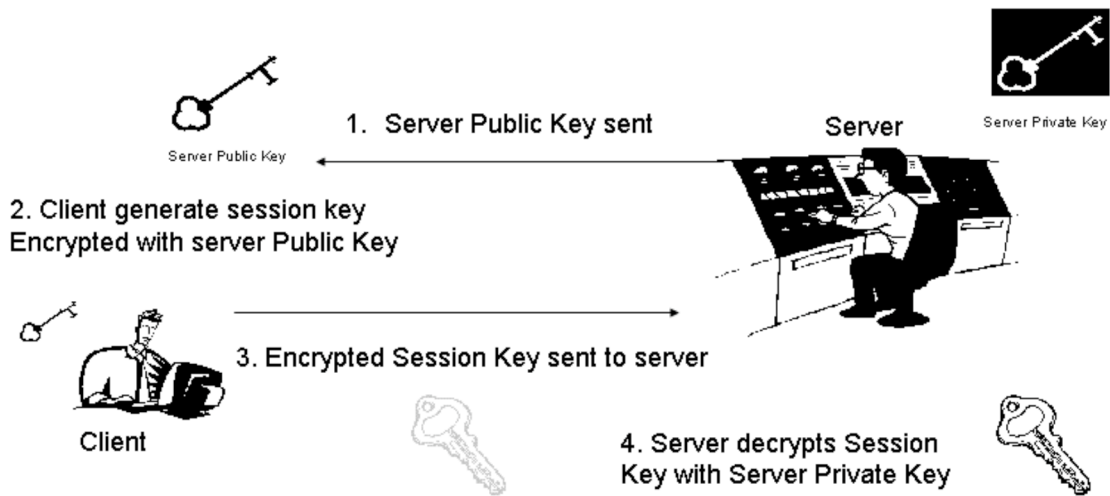 1. Server Public Key sent
Server
Server Private Key
Server Public Key
2. Client generate session key
Encrypted with server Public Key
3. Encrypted Session Key sent to server
Client
4. Server decrypts Session
Key with Server Private Key